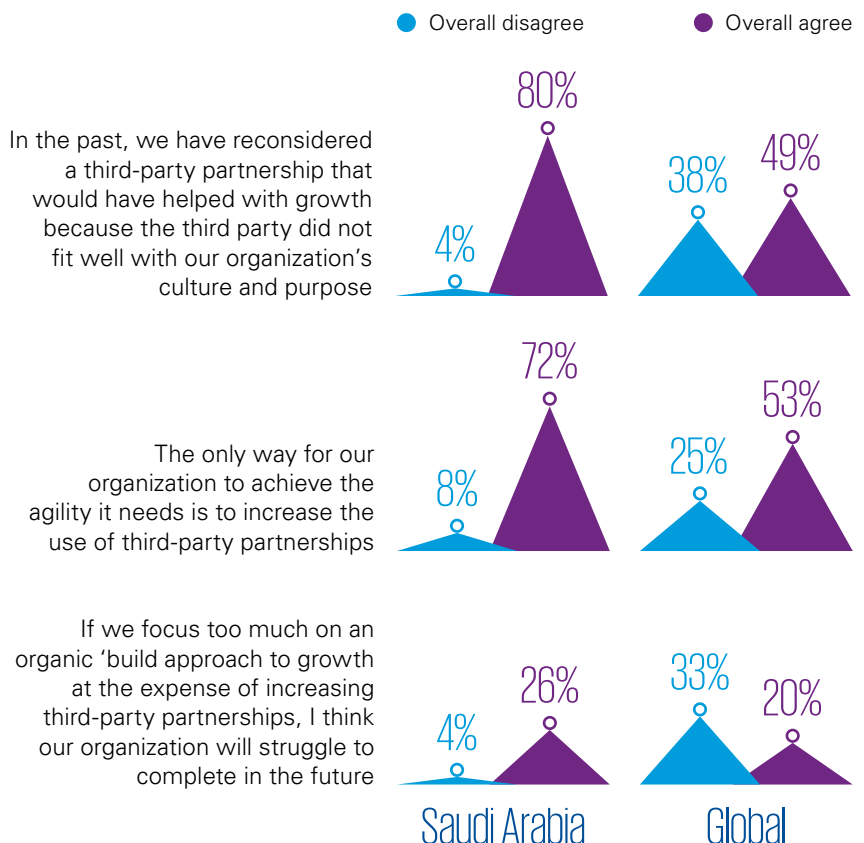 Overall disagree
Overall agree
In the past, we have reconsidered
a third-party partnership that
would have helped with growth
because the third party did not
fit well with our organization’s
culture and purpose
4%
80%
38%
49%
The only way for our
organization to achieve the
agility it needs is to increase the
use of third-party partnerships
8%
72%
25%
53%
If we focus too much on an
organic ‘build approach to growth
at the expense of increasing
third-party partnerships, I think
our organization will struggle to
complete in the future
4%
26%
33%
20%
Saudi Arabia
Global